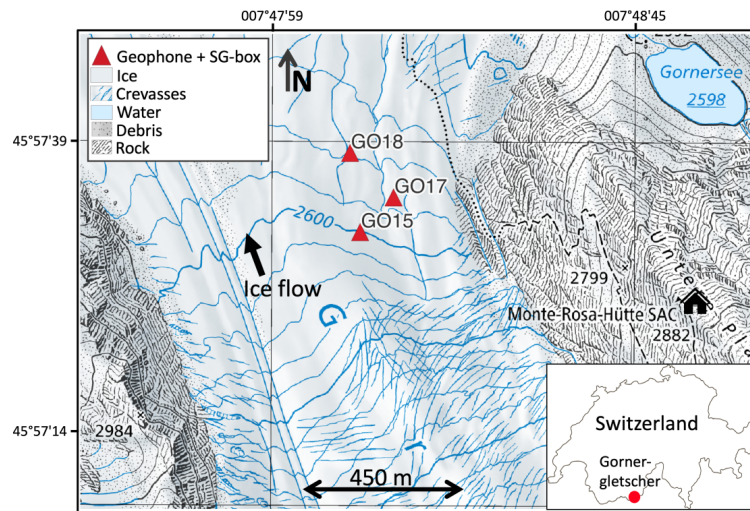 007°47'59
007°48'45
Geophone + SG-box
Ice
Crevasses
Water
Debris
Rock
N
Gornersee
2598
45°57'39
GO18
GO17
GO15
2600
Ice flow
2799
Monte-Rosa-Hütte SAC
2882
Unte
Pl
G
r
45°57'14
2984
450 m
Switzerland
Gorner-
gletscher